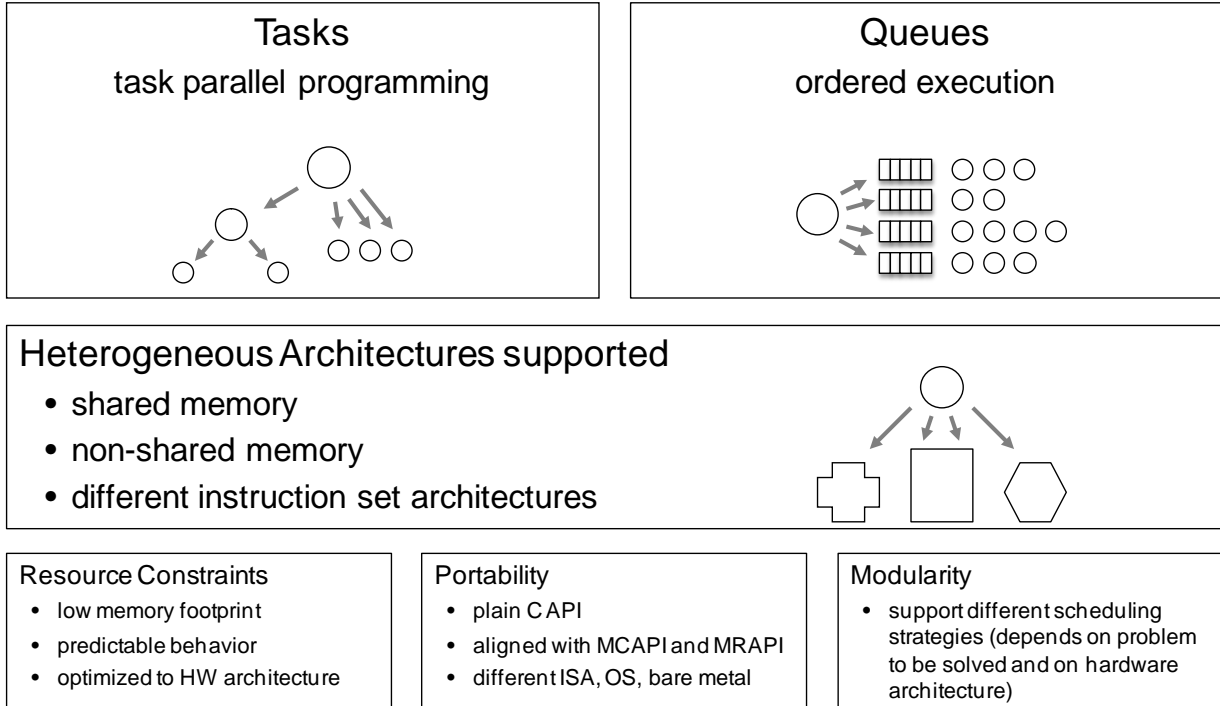 Tasks
task parallel programming
Queues
ordered execution
Heterogeneous Architectures supported
• shared memory
• non-shared memory
• different instruction set architectures
Resource Constraints
• low memory footprint
• predictable behavior
• optimized to HW architecture
Portability
• plain C API
• aligned with MCAPI and MRAPI
• different ISA, OS, bare metal
Modularity
• support different scheduling
strategies (depends on problem
to be solved and on hardware
architecture)